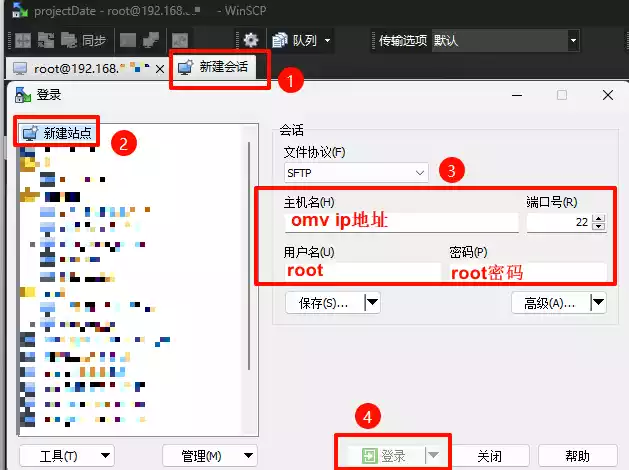 projectDate - root@192.168. - WinSCP
同步
队列
传输选项 默认
root@192.168. × 新建会话
1
登录
新建站点
2
会话
文件协议(F)
3
SFTP
主机名(H) 端口号(R)
omv ip地址 22
用户名(U) 密码(P)
root root密码
保存(S)... 高级(A)...
4
工具(T) 管理(M) 登录 关闭 帮助